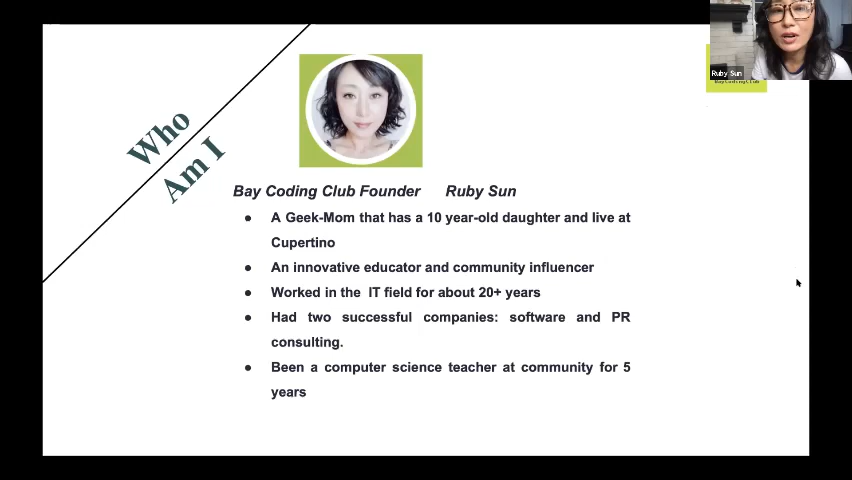 Ruby Sun
BayCodingClub
Who
Am I
Bay Coding Club Founder Ruby Sun
● A Geek-Mom that has a 10 year-old daughter and live at
Cupertino
● An innovative educator and community influencer
● Worked in the IT field for about 20+ years
● Had two successful companies: software and PR
consulting.
● Been a computer science teacher at community for 5
years